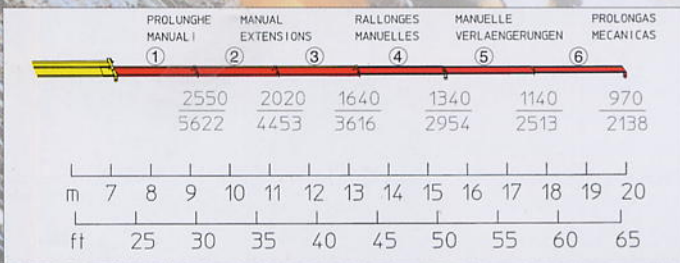 PROLUNGHE MANUAL RALLONGES MANUELLE PROLONGAS
MANUALI EXTENSIONS MANUELLES VERLAENGERUNGEN MECANICAS
① ② ③ ④ ⑤ ⑥
2550 2020 1640 1340 1140 970
5622 4453 3616 2954 2513 2138
m 7 8 9 10 11 12 13 14 15 16 17 18 19 20
ft 25 30 35 40 45 50 55 60 65